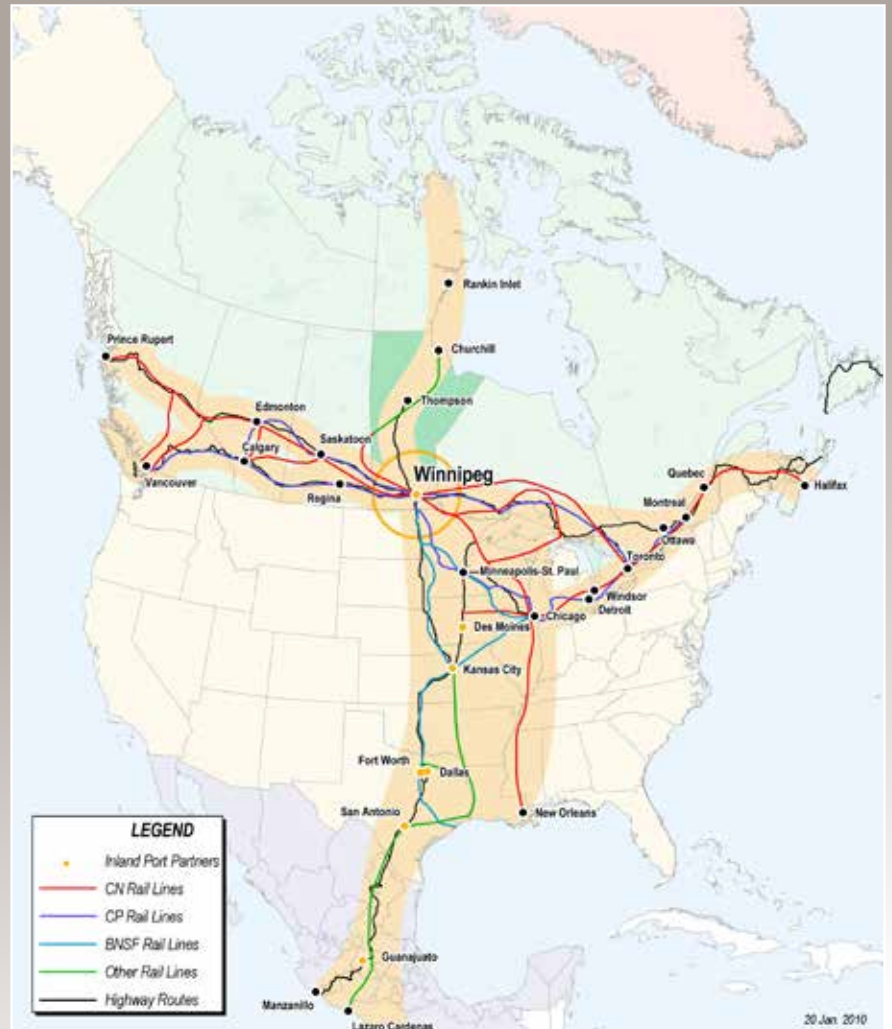 Rankin Inlet
Churchill
Prince Rupert
Thompson
Edmonton
Saskatoon
Calgary
Winnipeg
Vancouver
Regina
Quebec
Montreal
Halifax
Ottawa
Toronto
Minneapolis-St. Paul
Windsor
Detroit
Chicago
Des Moines
Kansas City
Fort Worth
Dallas
San Antonio
New Orleans
LEGEND
Inland Port Partners
CN Rail Lines
CP Rail Lines
BNSF Rail Lines
Other Rail Lines
Highway Routes
Guanajuato
Manzanillo
Lazaro Cardenas
20 Jan. 2010